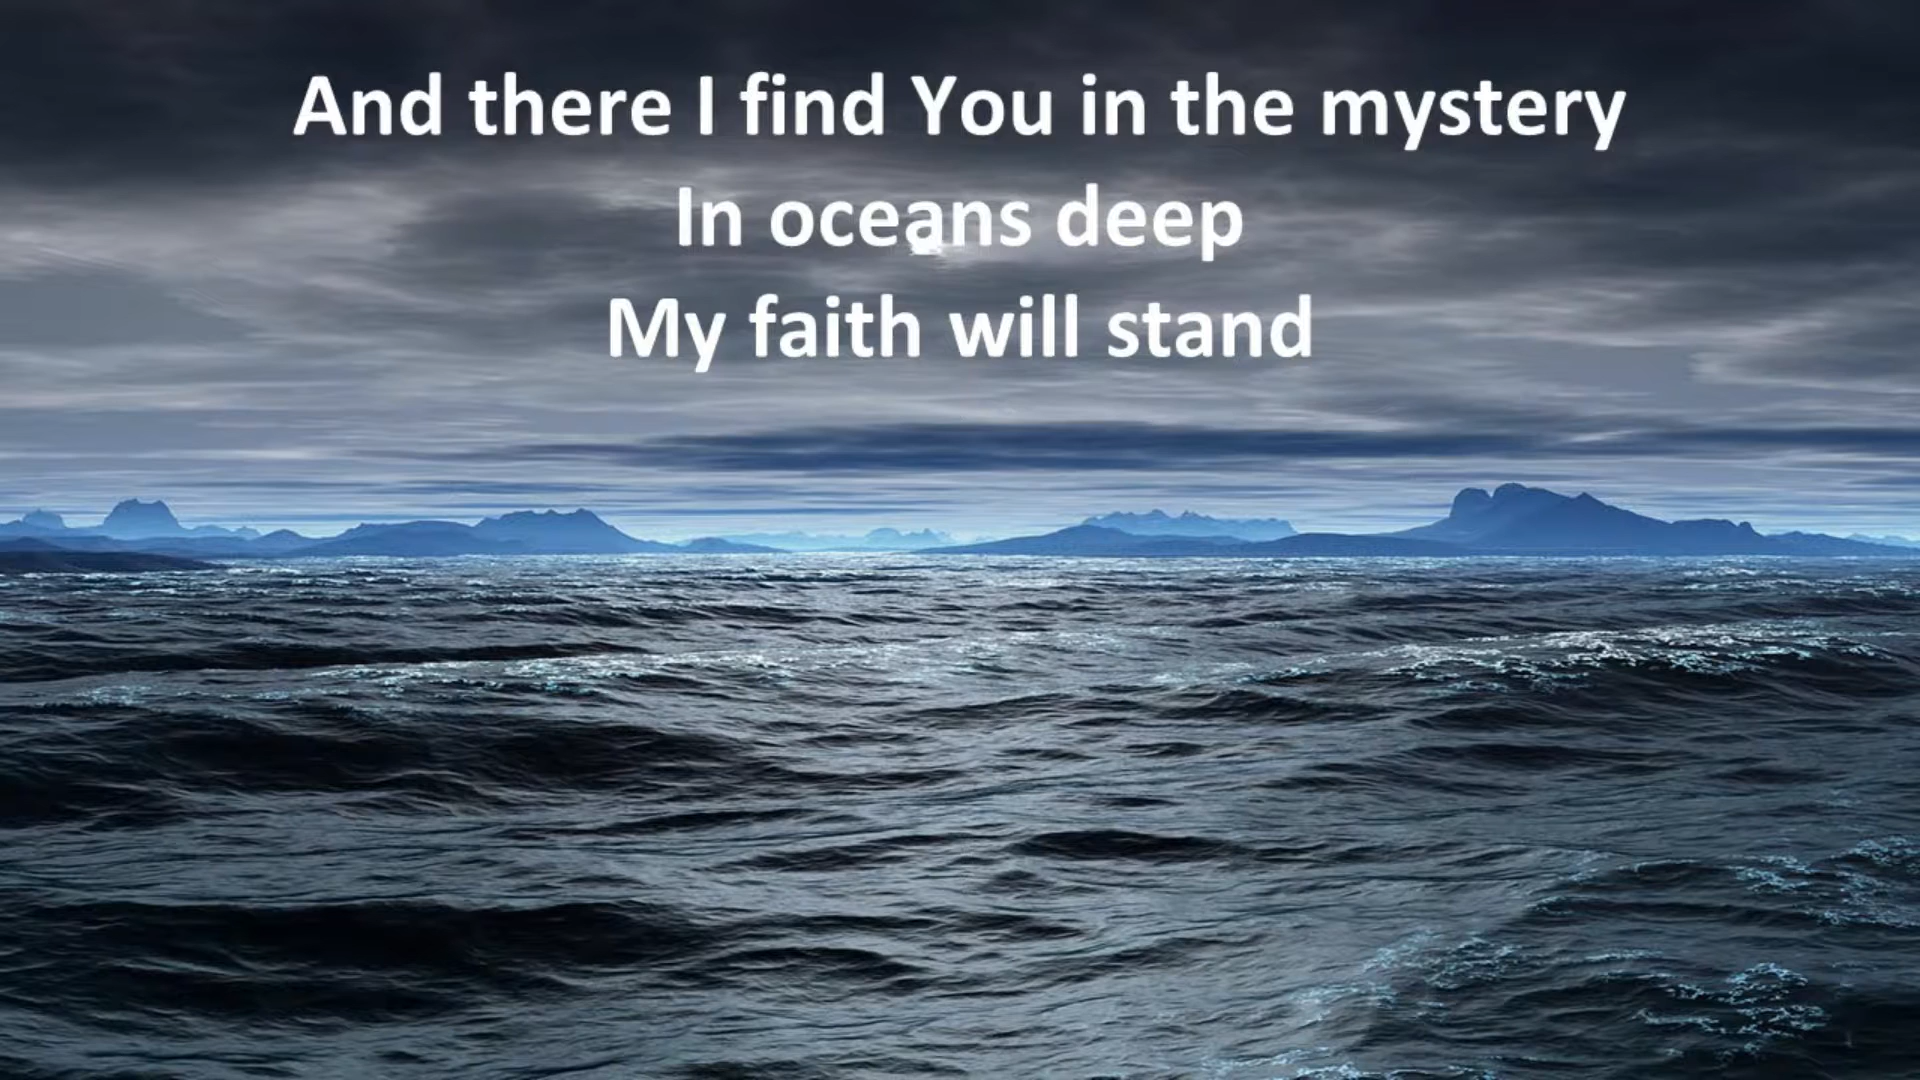 And there I find You in the mystery
In oceans deep
My faith will stand